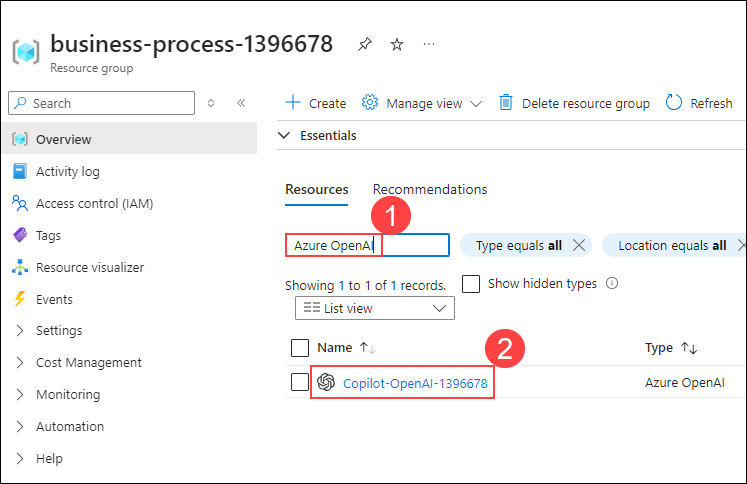 business-process-1396678
Resource group
Search
Overview
Activity log
Access control (IAM)
Tags
Resource visualizer
Events
Settings
Cost Management
Monitoring
Automation
Help
Create Manage view Delete resource group Refresh
Essentials
Resources Recommendations
1
Azure OpenAI Type equals all Location equals all
Showing 1 to 1 of 1 records. Show hidden types
List view
2
Name Type
Copilot-OpenAI-1396678 Azure OpenAI